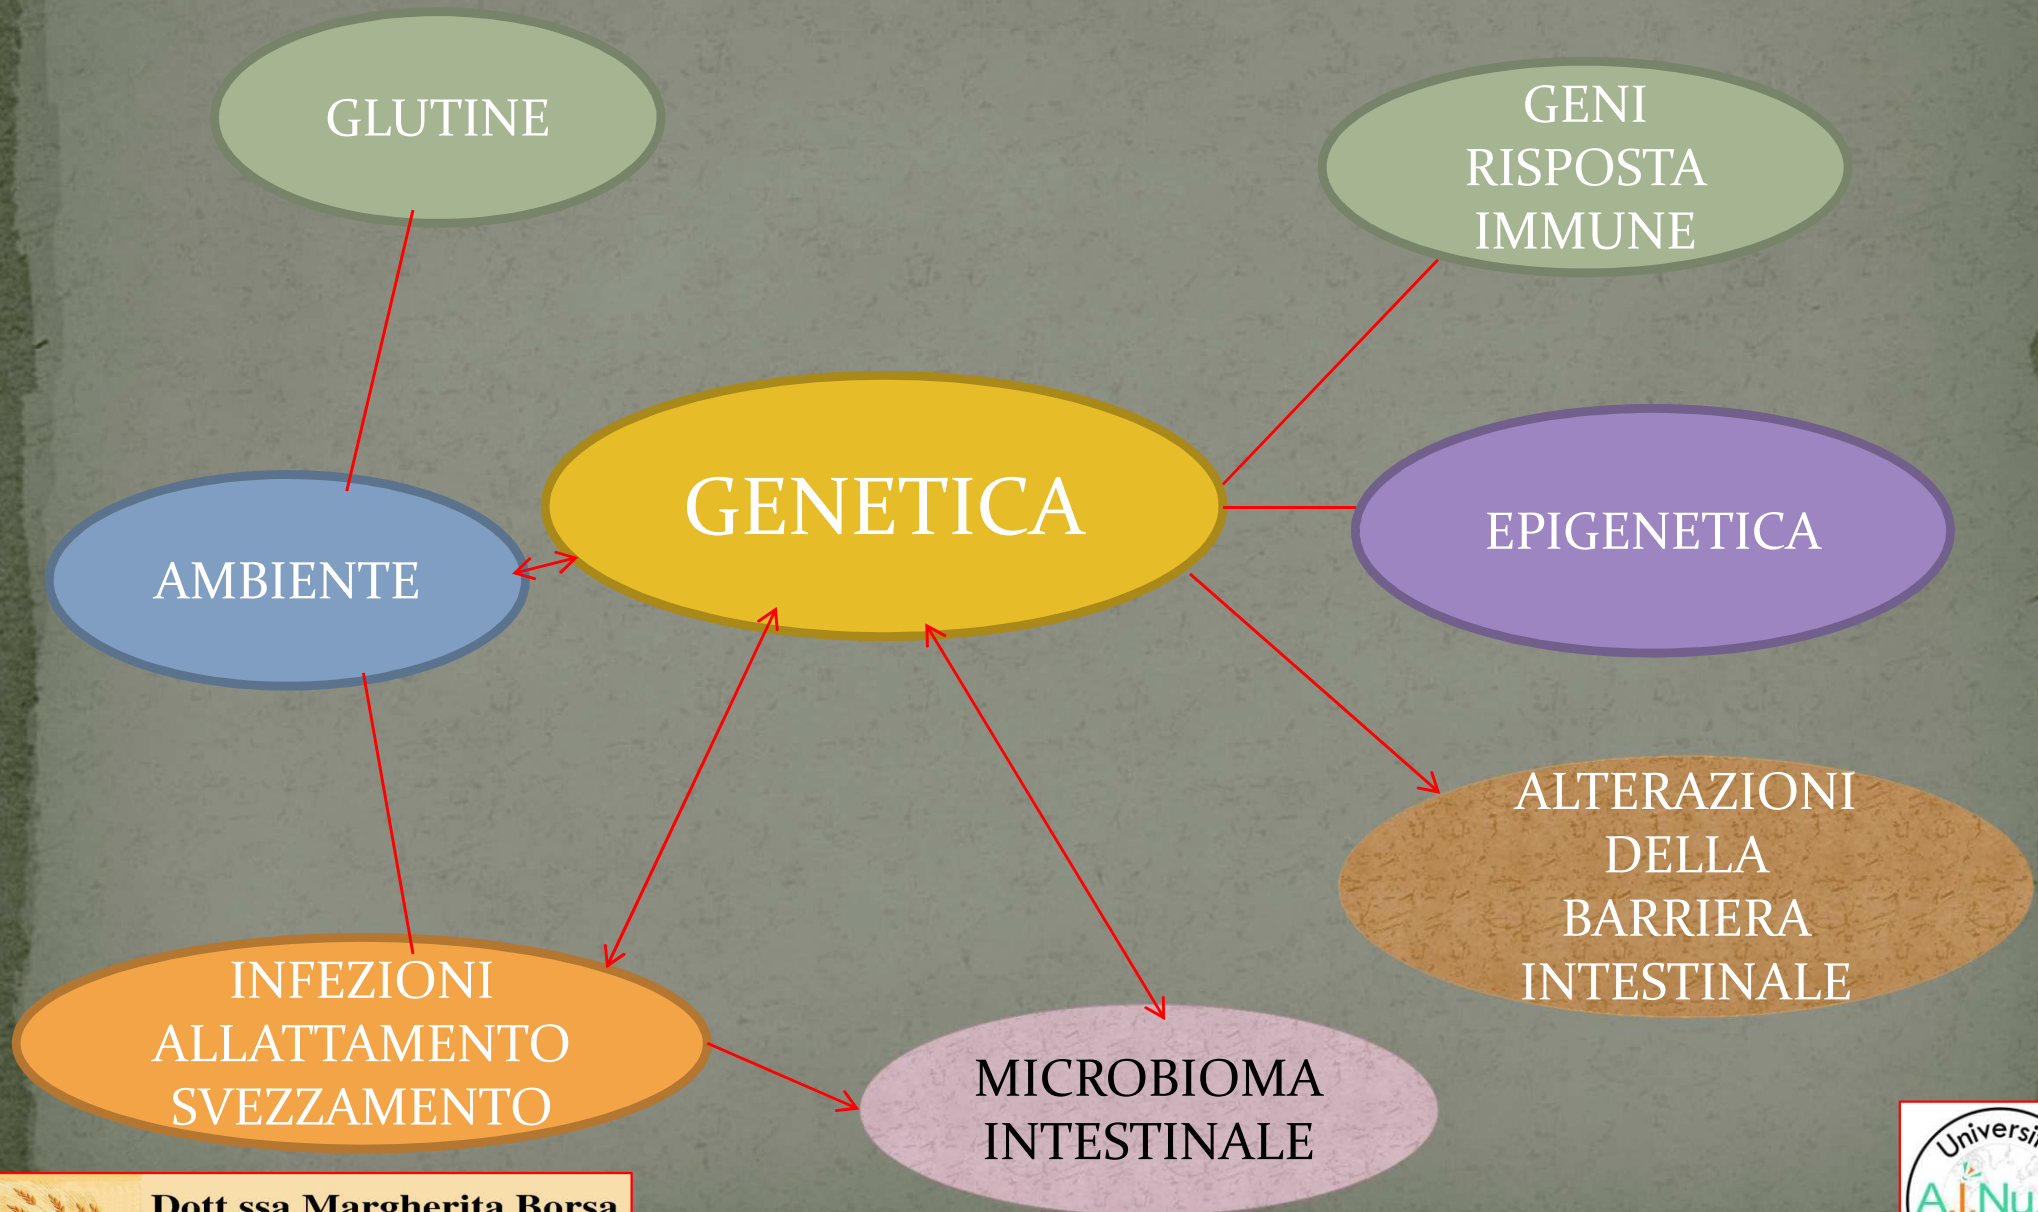 GLUTINE
GENI
RISPOSTA
IMMUNE
GENETICA
EPIGENETICA
AMBIENTE
ALTERAZIONI
DELLA
BARRIERA
INTESTINALE
INFEZIONI
ALLATTAMENTO
SVEZZAMENTO
MICROBIOMA
INTESTINALE
Dott.ssa Margherita Borsa
A.I.Nu